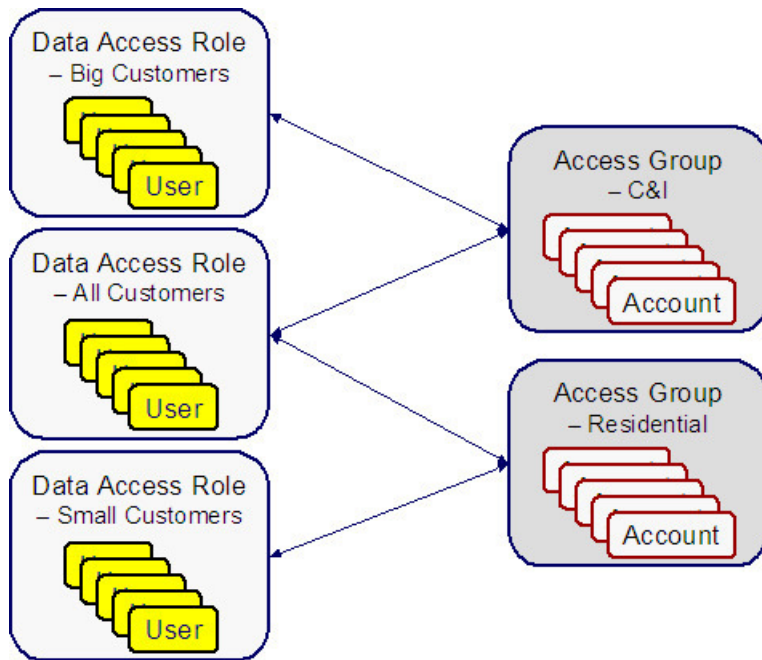 Data Access Role
– Big Customers
User
Data Access Role
– All Customers
User
Data Access Role
– Small Customers
User
Access Group
– C&I
Account
Access Group
– Residential
Account